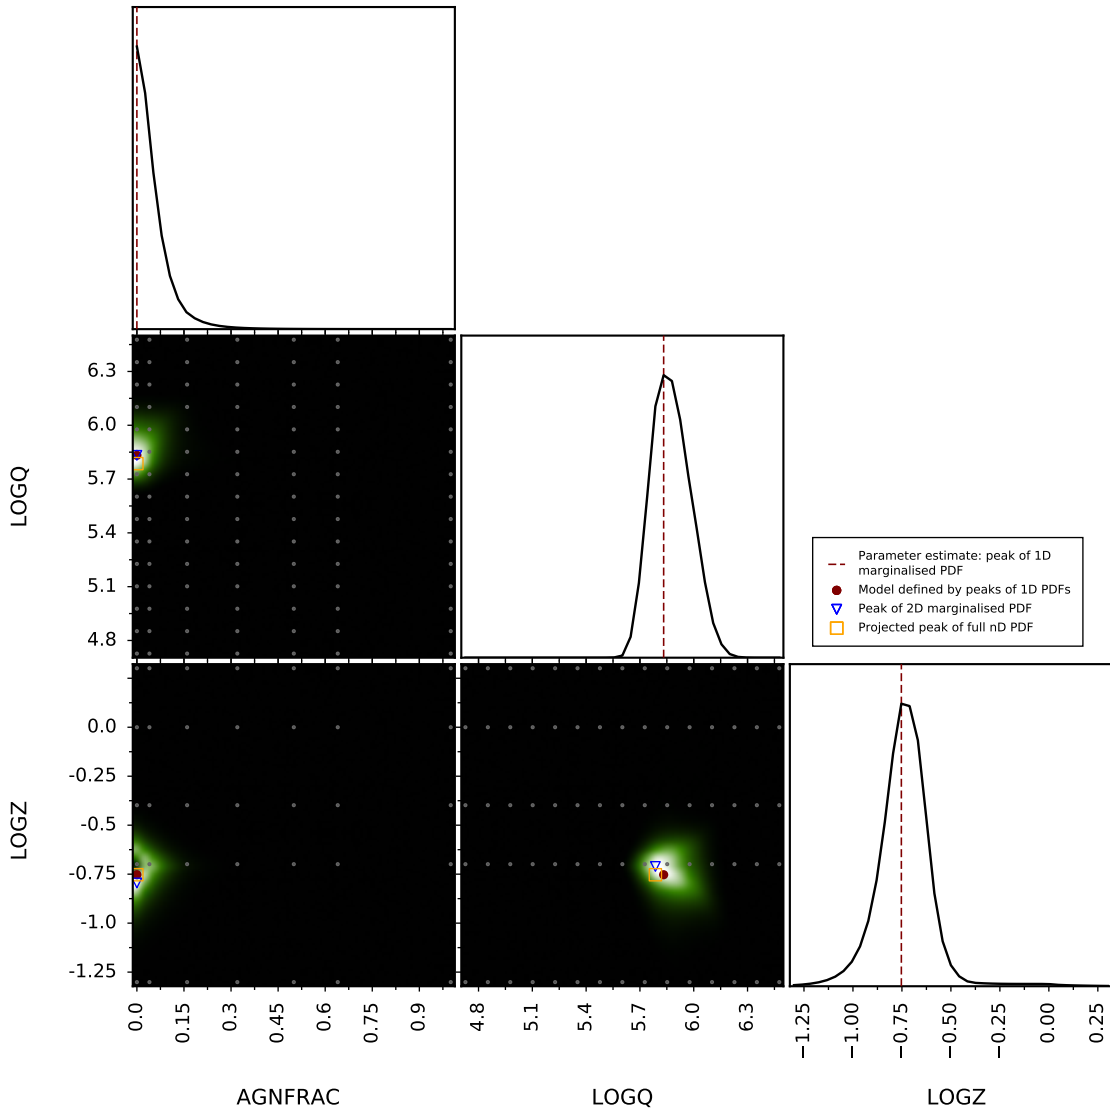 6.3
6.0
5.7
5.4
5.1
4.8
LOGQ
Parameter estimate: peak of 1D
marginalised PDF
Model defined by peaks of 1D PDFs
Peak of 2D marginalised PDF
Projected peak of full nD PDF
0.0
-0.25
-0.5
-0.75
-1.0
-1.25
LOGZ
0.0 0.15 0.3 0.45 0.6 0.75 0.9
4.8 5.1 5.4 5.7 6.0 6.3
−1.25 −1.00 −0.75 −0.50 −0.25 0.00 0.25
AGNFRAC LOGQ LOGZ